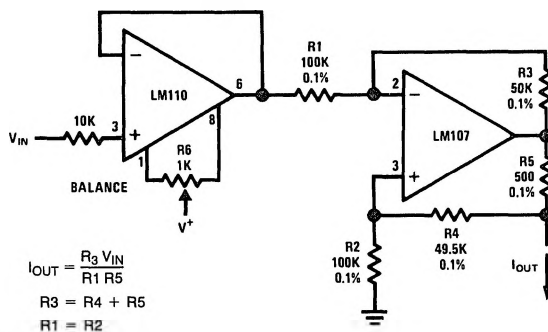 R1
100K
0.1%
R3
50K
0.1%
6
2
LM110
8
LM107
10K
V_IN
3
R6
1K
1
3
R5
500
0.1%
BALANCE
V+
R4
49.5K
0.1%
R2
100K
0.1%
I_OUT
I_OUT = R3 V_IN / R1 R5
R3 = R4 + R5
R1 = R2